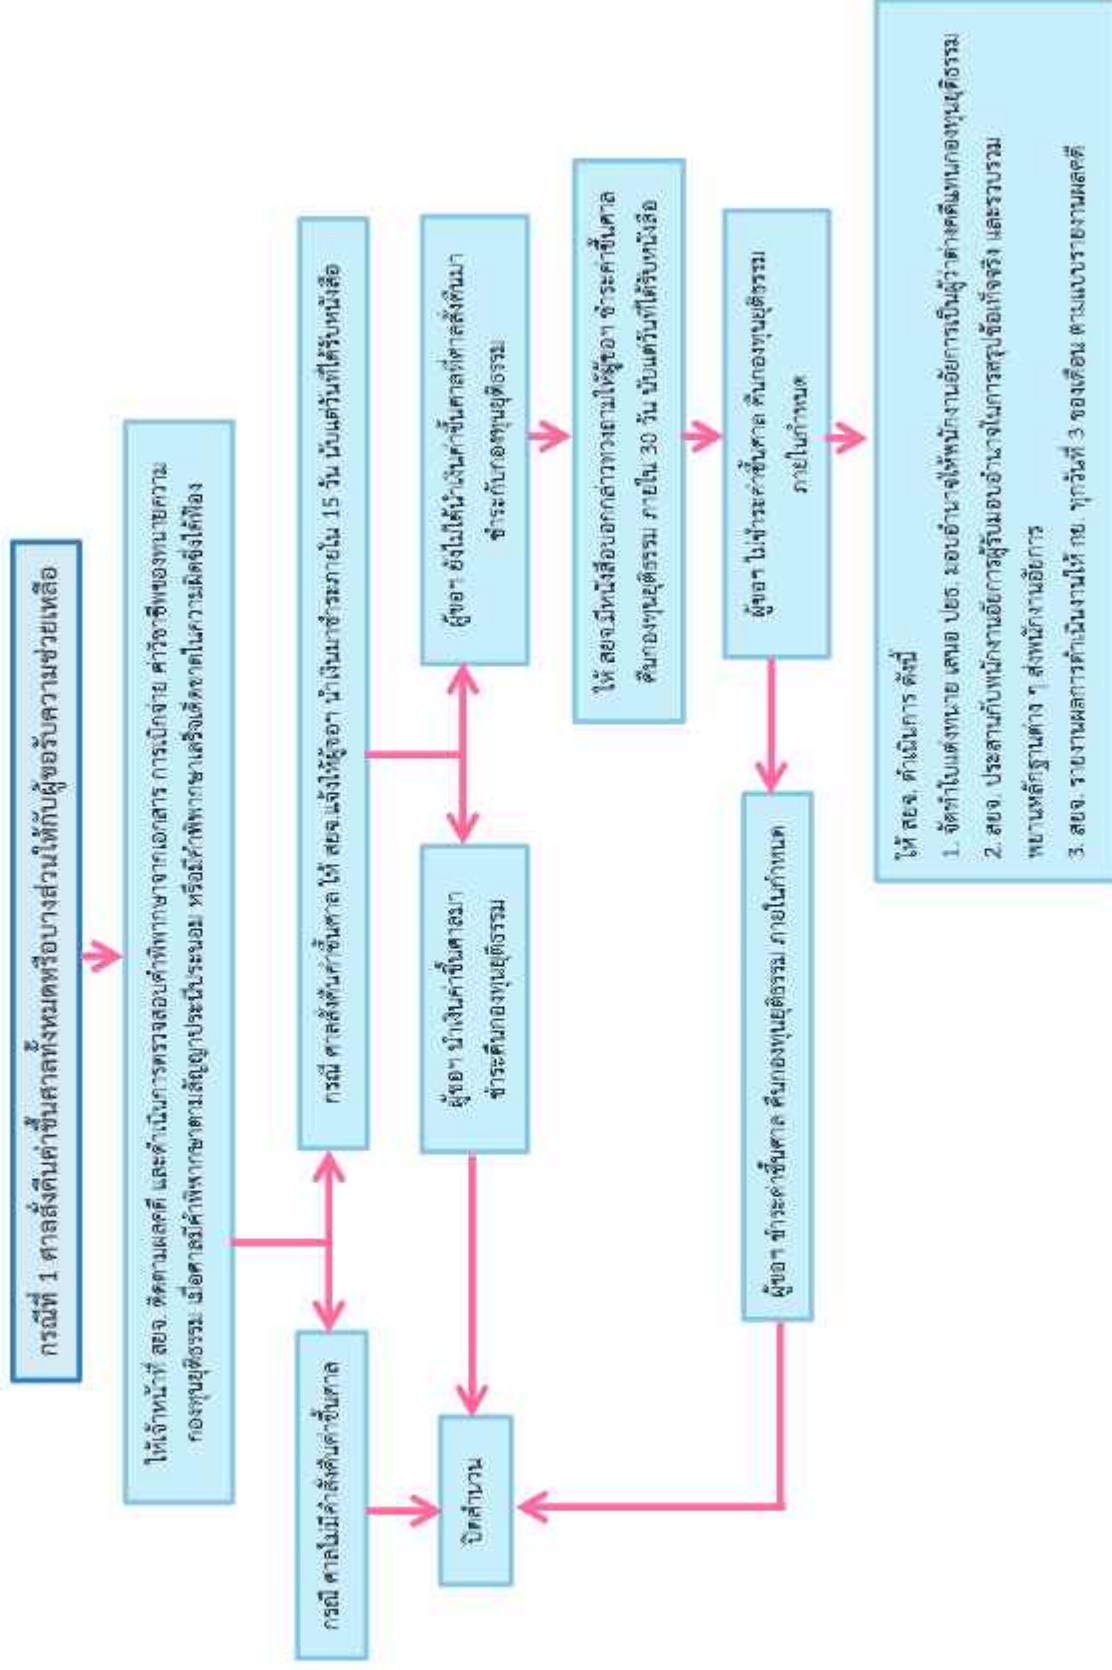 กรณีที่ 1 ศาลสั่งคืนค่าขึ้นศาลทั้งหมดหรือบางส่วนให้กับผู้ขอรับความช่วยเหลือ
ให้เจ้าหน้าที่ สยจ. ติดตามผลคดี และดำเนินการตรวจสอบคำพิพากษาจากเอกสาร การเบิกจ่าย ค่าวิชาชีพของทนายความ
กองทุนยุติธรรม เมื่อศาลมีคำพิพากษาตามสัญญาประนีประนอม หรือมีคำพิพากษาเสร็จเด็ดขาดในความผิดซึ่งได้ฟ้อง
กรณี ศาลไม่มีคำสั่งคืนค่าขึ้นศาล
กรณี ศาลสั่งคืนค่าขึ้นศาล ให้ สยจ.แจ้งให้ผู้ขอฯ นำเงินมาชำระภายใน 15 วัน นับแต่วันที่ได้รับหนังสือ
ปิดสำนวน
ผู้ขอฯ นำเงินค่าขึ้นศาลมา
ชำระคืนกองทุนยุติธรรม
ผู้ขอฯ ยังไม่ได้นำเงินค่าขึ้นศาลที่ศาลสั่งคืนมา
ชำระกับกองทุนยุติธรรม
ให้ สยจ.มีหนังสือบอกกล่าวทวงถามให้ผู้ขอฯ ชำระค่าขึ้นศาล
คืนกองทุนยุติธรรม ภายใน 30 วัน นับแต่วันที่ได้รับหนังสือ
ผู้ขอฯ ชำระค่าขึ้นศาล คืนกองทุนยุติธรรม ภายในกำหนด
ผู้ขอฯ ไม่ชำระค่าขึ้นศาล คืนกองทุนยุติธรรม
ภายในกำหนด
ให้ สยจ. ดำเนินการ ดังนี้
1. จัดทำใบแต่งทนาย เสนอ ปยธ. มอบอำนาจให้พนักงานอัยการเป็นผู้ว่าต่างคดีแทนกองทุนยุติธรรม
2. สยจ. ประสานกับพนักงานอัยการผู้รับมอบอำนาจในการสรุปข้อเท็จจริง และรวบรวม
พยานหลักฐานต่าง ๆ ส่งพนักงานอัยการ
3. สยจ. รายงานผลการดำเนินงานให้ กย. ทุกวันที่ 3 ของเดือน ตามแบบรายงานผลคดี